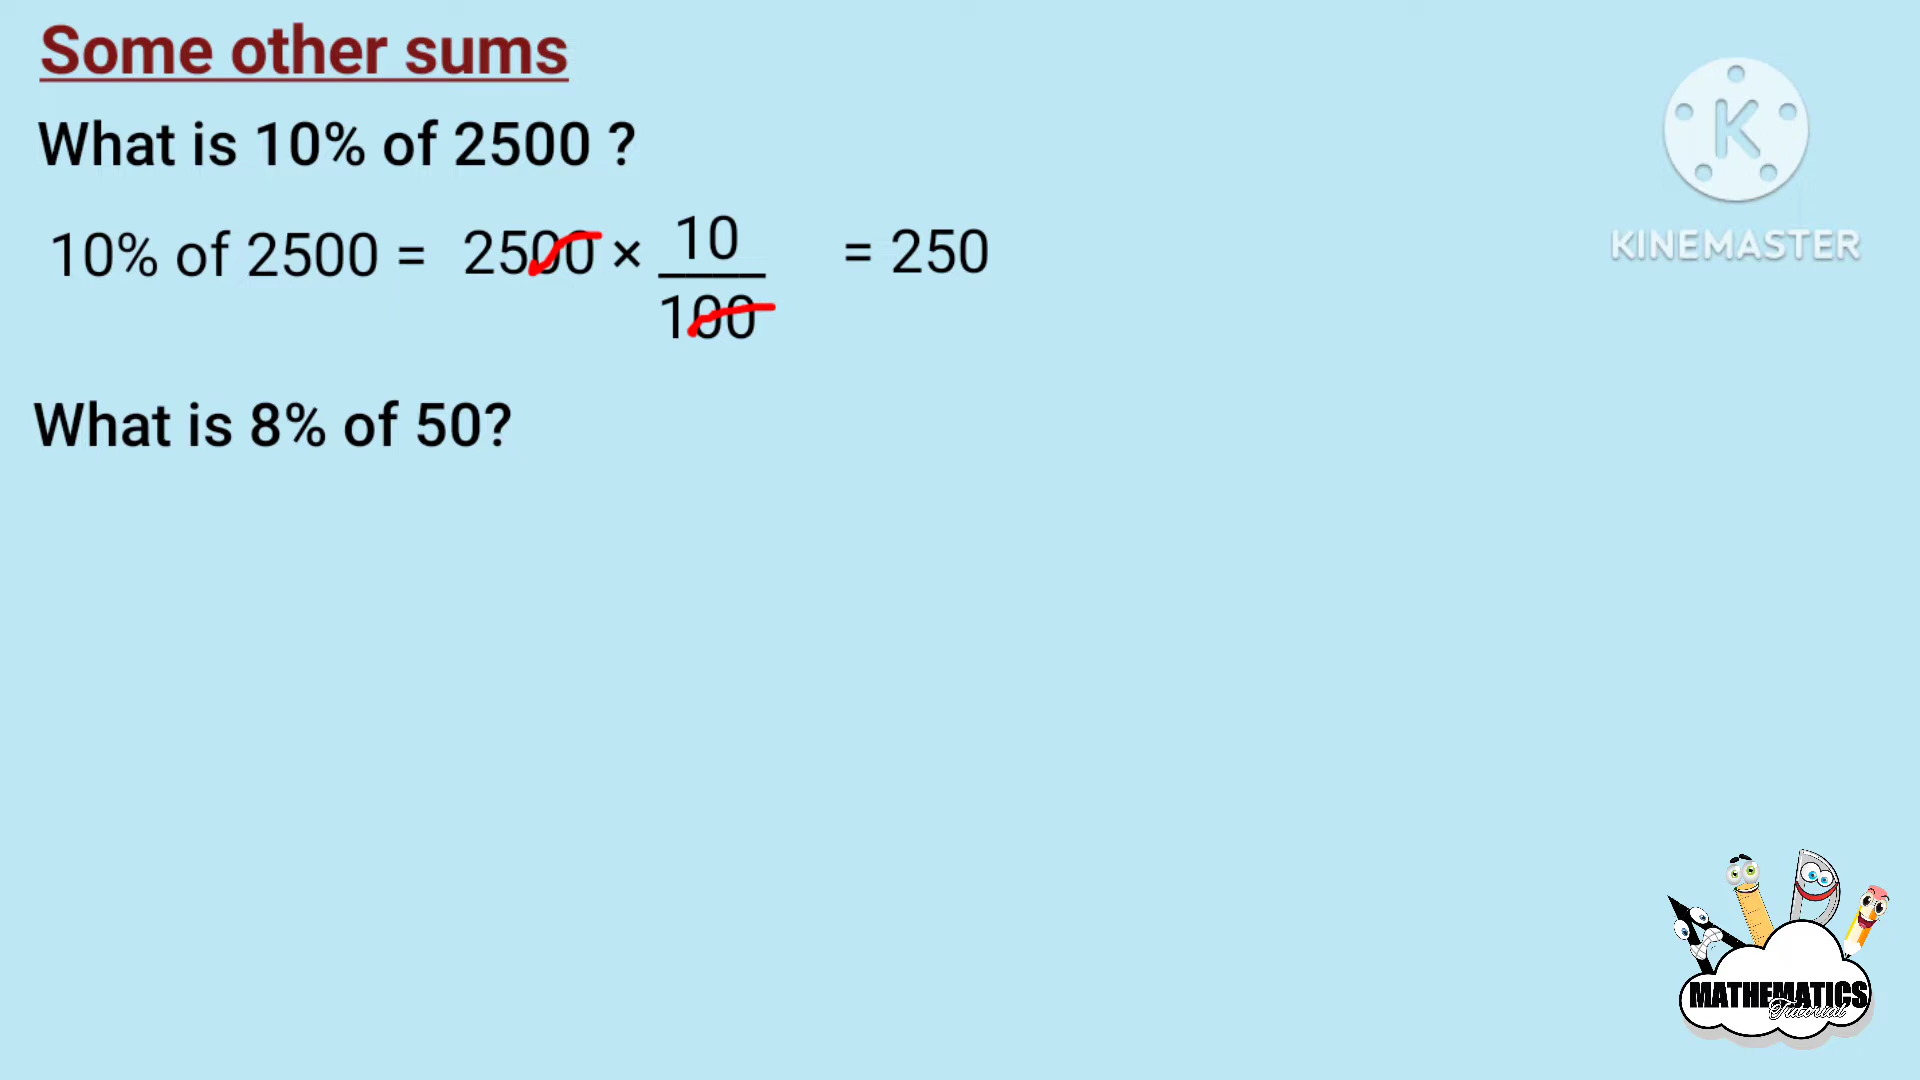 Some other sums
What is 10% of 2500 ?
10% of 2500 = 2500 × 10/100 = 250
What is 8% of 50?
K
KINEMASTER
MATHEMATICS
Tutorial